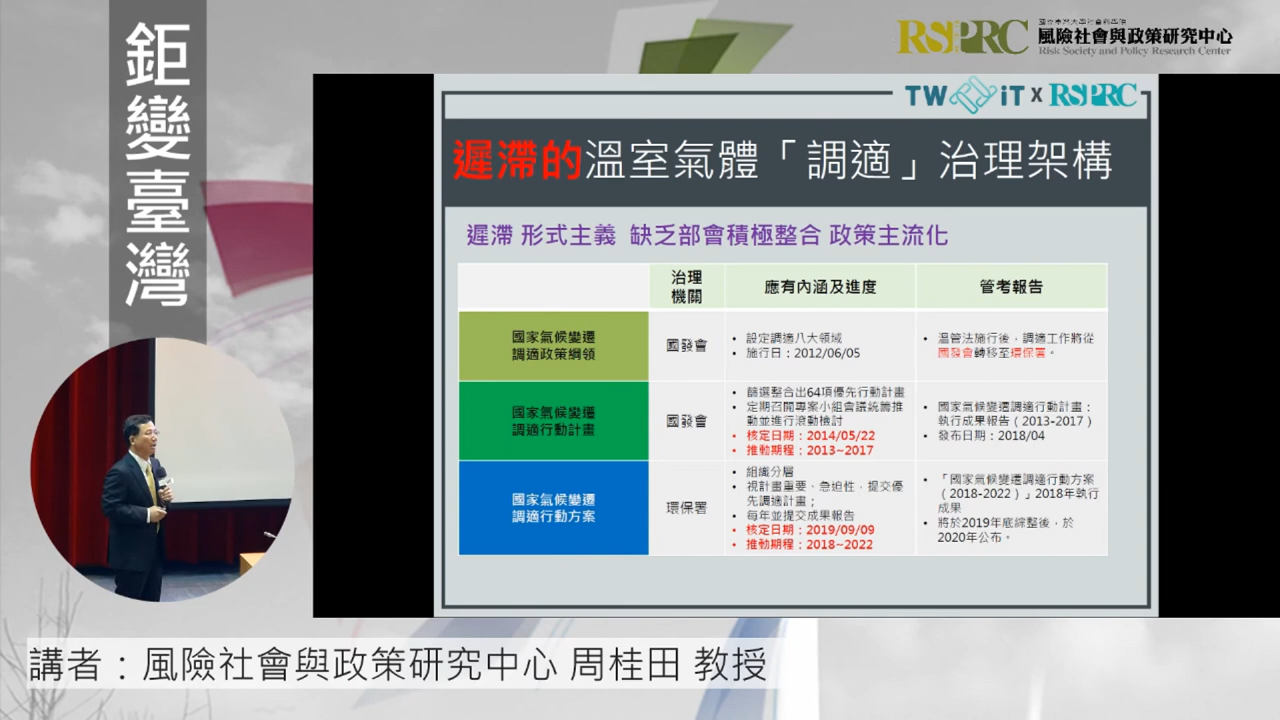 鉅變臺灣
RSPRC
國立臺灣大學社會科學院
風險社會與政策研究中心
Risk Society and Policy Research Center
TW iT x RSPRC
遲滯的溫室氣體「調適」治理架構
遲滯 形式主義 缺乏部會積極整合 政策主流化
治理
機關
應有內涵及進度
管考報告
國家氣候變遷
調適政策綱領
國發會
• 設定調適八大領域
• 施行日：2012/06/05
• 溫管法施行後，調適工作將從
國發會轉移至環保署。
國家氣候變遷
調適行動計畫
國發會
• 篩選整合出64項優先行動計畫
• 定期召開專案小組會議統籌推
動並進行滾動檢討
• 核定日期：2014/05/22
• 推動期程：2013~2017
• 國家氣候變遷調適行動計畫：
執行成果報告（2013-2017）
• 發布日期：2018/04
國家氣候變遷
調適行動方案
環保署
• 組織分層
• 視計畫重要、急迫性，提交優
先調適計畫；
• 每年並提交成果報告
• 核定日期：2019/09/09
• 推動期程：2018~2022
• 「國家氣候變遷調適行動方案
（2018-2022）」2018年執行
成果
• 將於2019年底綜整後，於
2020年公布。
講者：風險社會與政策研究中心 周桂田 教授